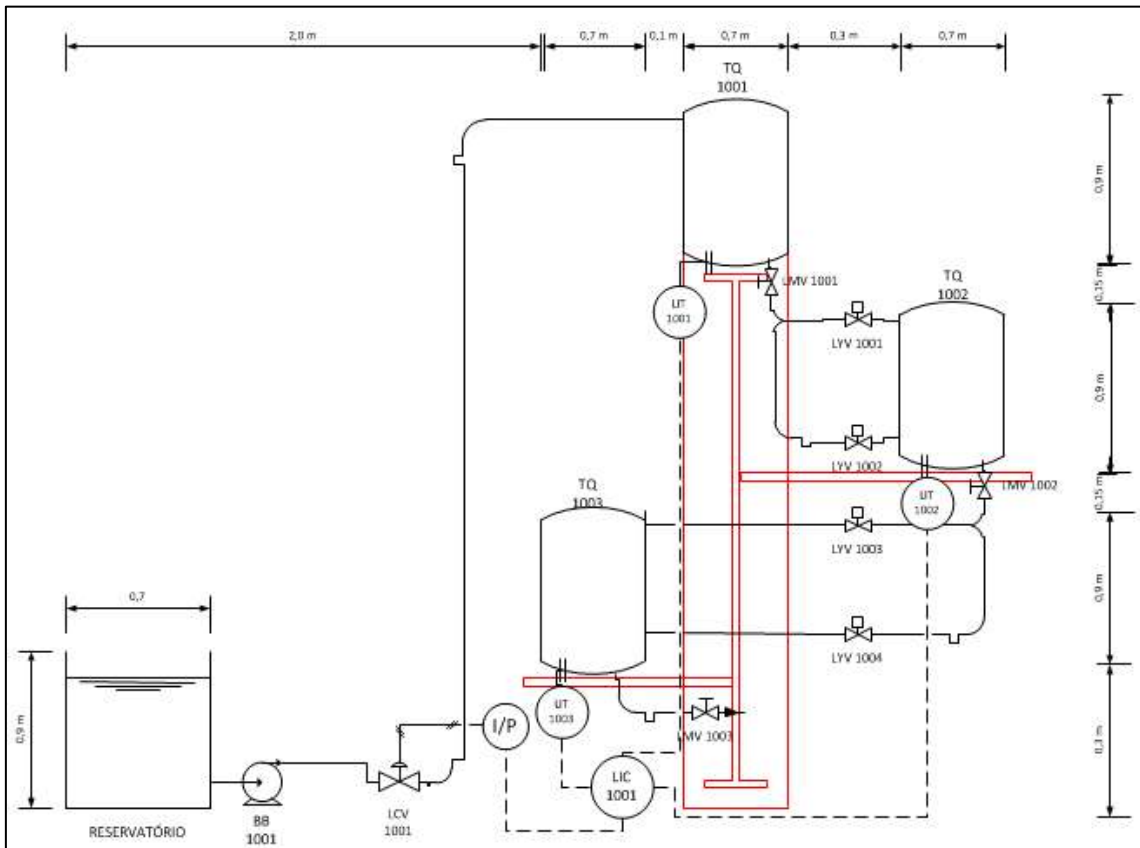 2,0 m
0,7 m
0,1 m
0,7 m
0,3 m
0,7 m
TQ
1001
0,9 m
0,15 m
LMV 1001
TQ
1002
LIT
1001
LYV 1001
0,9 m
LYV 1002
TQ
1003
LIT
1002
LMV 1002
0,15 m
LYV 1003
0,7
0,9 m
LYV 1004
0,9 m
LIT
1003
I/P
LMV 1003
0,3 m
LIC
1001
RESERVATÓRIO
BB
1001
LCV
1001